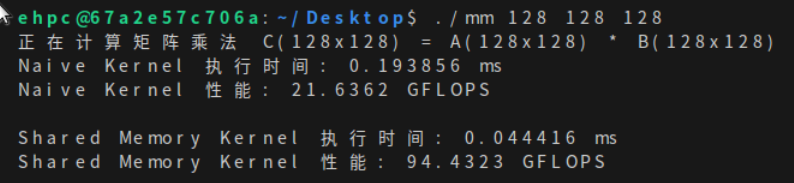 ehpc@67a2e57c706a:~/Desktop$ ./mm 128 128 128
正在计算矩阵乘法 C(128x128) = A(128x128) * B(128x128)
Naive Kernel 执行时间: 0.193856 ms
Naive Kernel 性能: 21.6362 GFLOPS
Shared Memory Kernel 执行时间: 0.044416 ms
Shared Memory Kernel 性能: 94.4323 GFLOPS